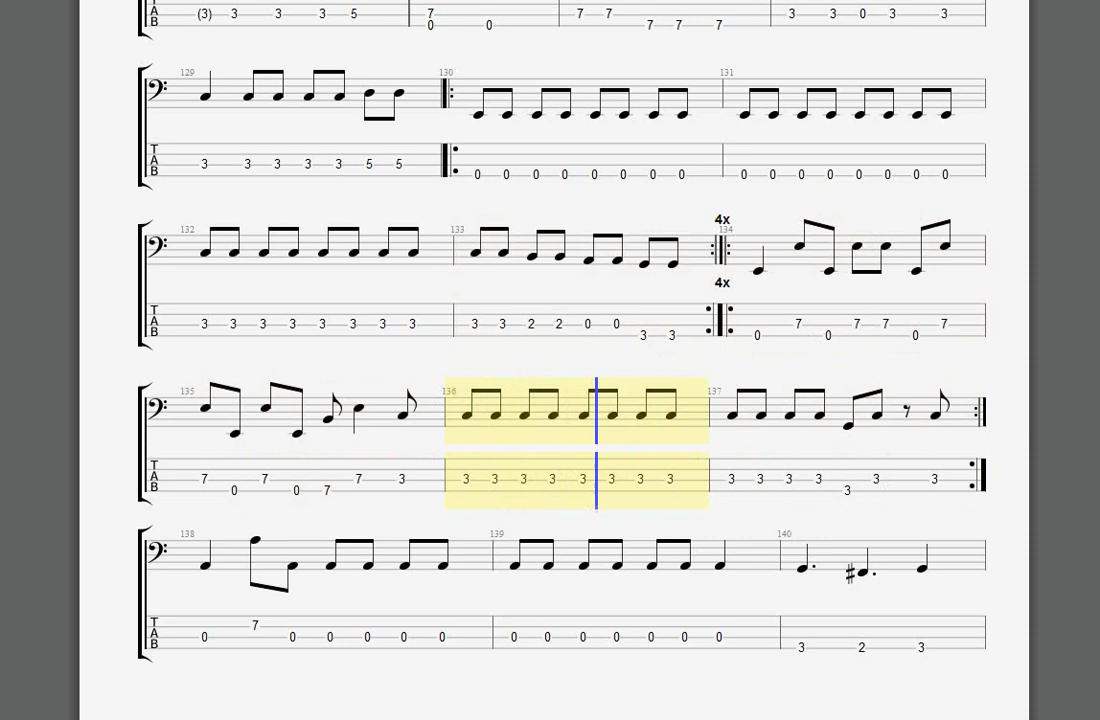 (3) 3 3 3 5 7 7 7 3 3 0 3 3
0 0 7 7 7
129 130 131
T
A 3 3 3 3 3 5 5
B 0 0 0 0 0 0 0 0 0 0 0 0 0 0 0 0
4x
132 133 134
4x
T
A 3 3 3 3 3 3 3 3 3 3 2 2 0 0 7 7 7 7
B 3 3 0 0 0
135 136 137
T
A 7 7 7 3 3 3 3 3 3 3 3 3 3 3 3 3 3 3
B 0 0 7 3
138 139 140
T 7
A 0 0 0 0 0 0 0 0 0 0 0 0 0
B 3 2 3